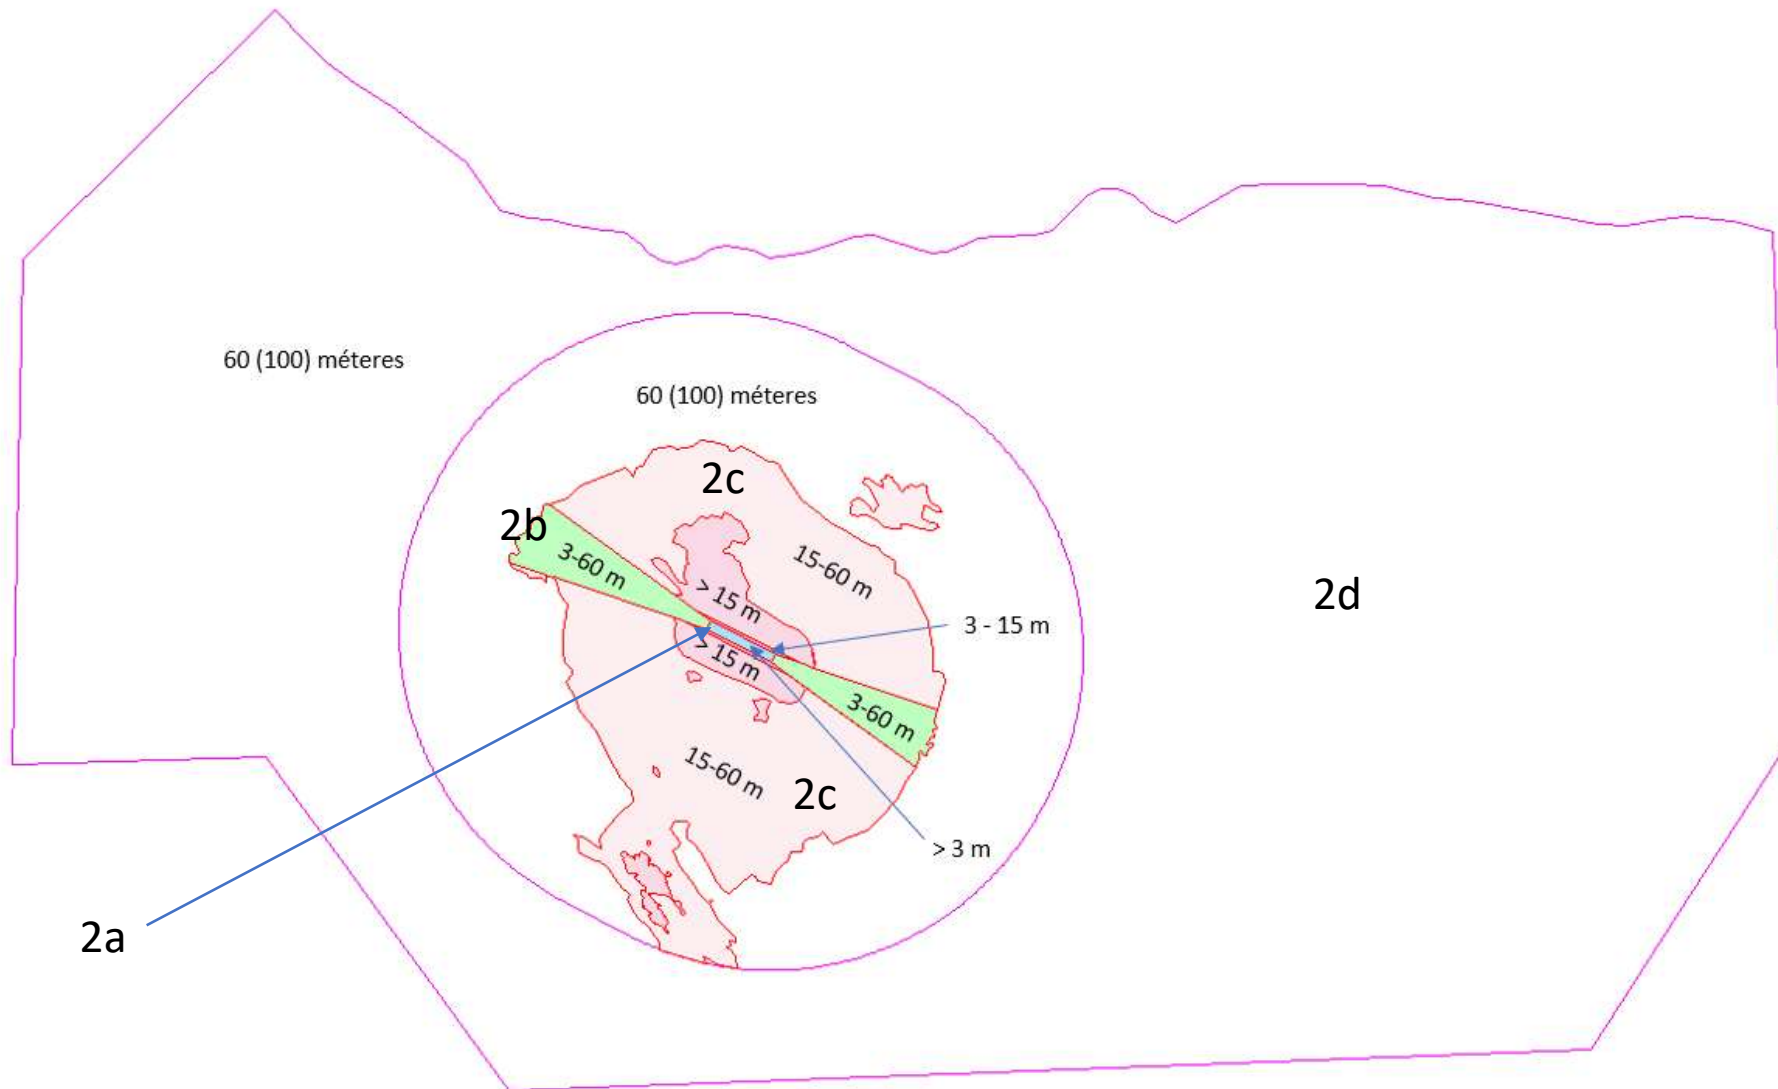 60 (100) méteres
60 (100) méteres
2c
2b
3-60 m
15-60 m
> 15 m
2d
3 - 15 m
> 15 m
3-60 m
15-60 m
2c
> 3 m
2a